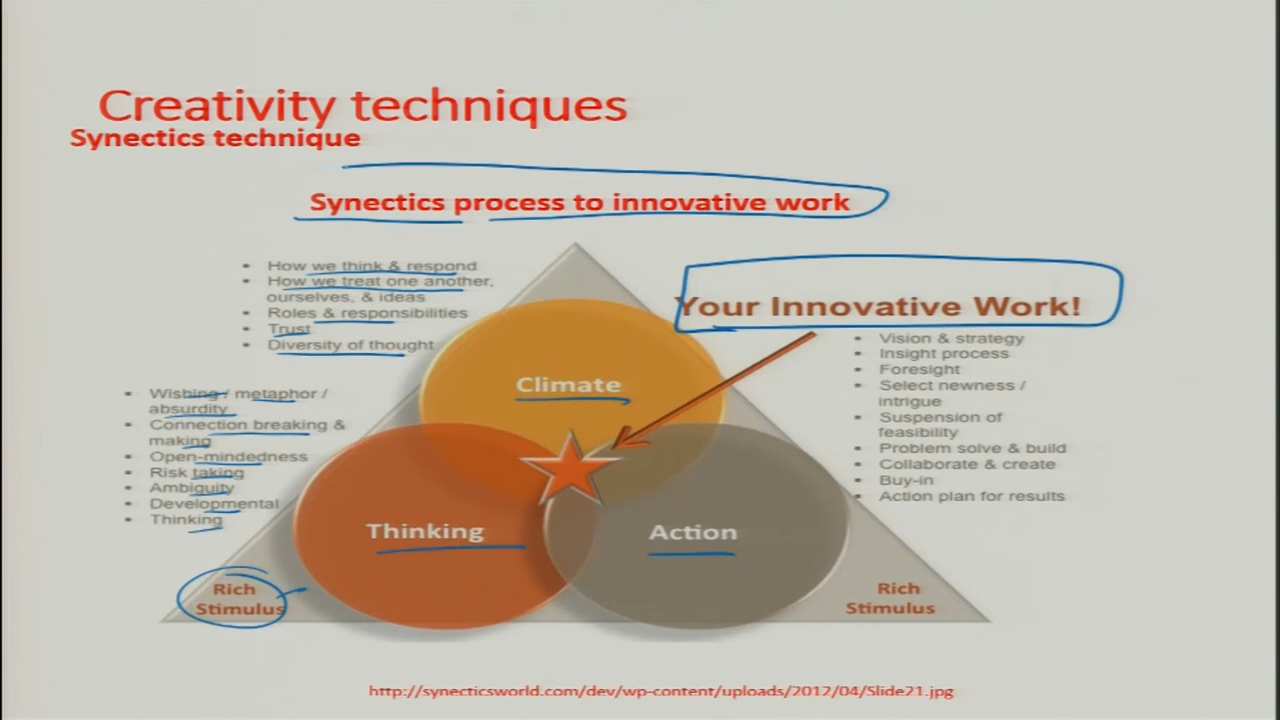 Creativity techniques
Synectics technique
Synectics process to innovative work
• How we think & respond
• How we treat one another,
ourselves, & ideas
• Roles & responsibilities
• Trust
• Diversity of thought
• Wishing / metaphor /
absurdity
• Connection breaking &
making
• Open-mindedness
• Risk taking
• Ambiguity
• Developmental
• Thinking
Your Innovative Work!
• Vision & strategy
• Insight process
• Foresight
• Select newness /
intrigue
• Suspension of
feasibility
• Problem solve & build
• Collaborate & create
• Buy-in
• Action plan for results
Climate
Thinking
Action
Rich
Stimulus
Rich
Stimulus
http://synecticsworld.com/dev/wp-content/uploads/2012/04/Slide21.jpg